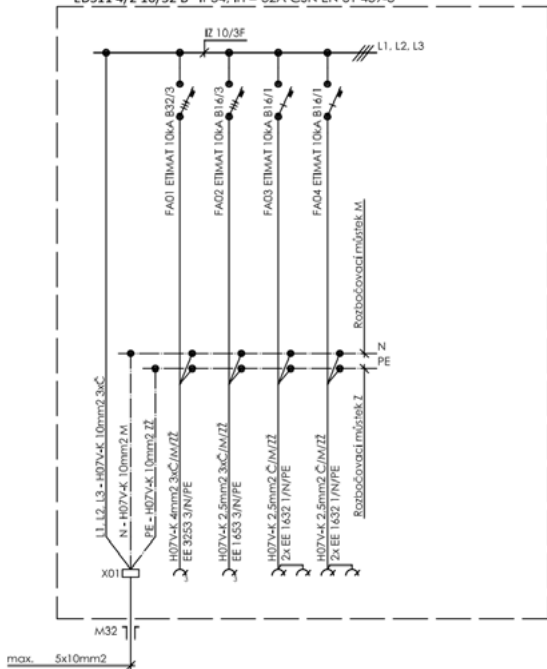 IZ 10/3F
L1, L2, L3
FA01 ETIMAT 10kA B32/3
FA02 ETIMAT 10kA B16/3
FA03 ETIMAT 10kA B16/1
FA04 ETIMAT 10kA B16/1
Rozbočovací můstek M
N
PE
Rozbočovací můstek Z
L1, L2, L3 - H07V-K 10mm2 3xČ
N - H07V-K 10mm2 M
PE - H07V-K 10mm2 ZŽ
H07V-K 4mm2 3xČ/M/ZŽ
EE 3253 3/N/PE
H07V-K 2,5mm2 3xČ/M/ZŽ
EE 1653 3/N/PE
H07V-K 2,5mm2 Č/M/ZŽ
2x EE 1632 1/N/PE
H07V-K 2,5mm2 Č/M/ZŽ
2x EE 1632 1/N/PE
3
3
X01
M32
max. 5x10mm2